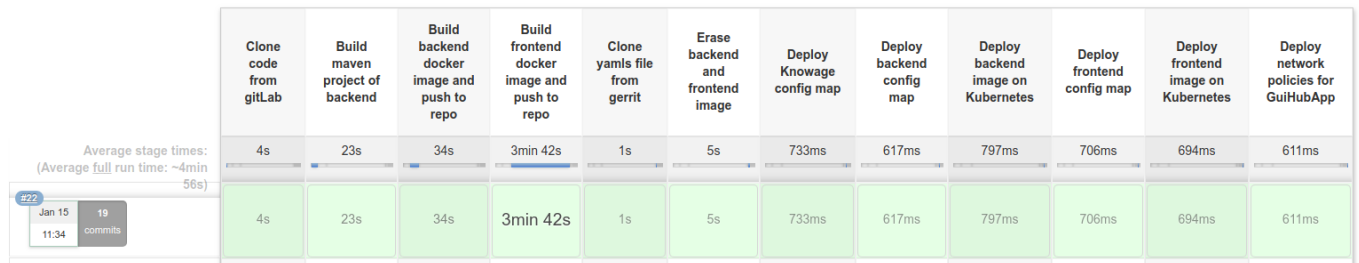 Clone
code
from
gitLab
Build
maven
project of
backend
Build
backend
docker
image and
push to
repo
Build
frontend
docker
image and
push to
repo
Clone
yamls file
from
gerrit
Erase
backend
and
frontend
image
Deploy
Knowage
config map
Deploy
backend
config
map
Deploy
backend
image on
Kubernetes
Deploy
frontend
config map
Deploy
frontend
image on
Kubernetes
Deploy
network
policies for
GuiHubApp
Average stage times:
(Average full run time: ~4min
56s)
4s 23s 34s 3min 42s 1s 5s 733ms 617ms 797ms 706ms 694ms 611ms
#22
Jan 15
11:34
19
commits
4s 23s 34s 3min 42s 1s 5s 733ms 617ms 797ms 706ms 694ms 611ms